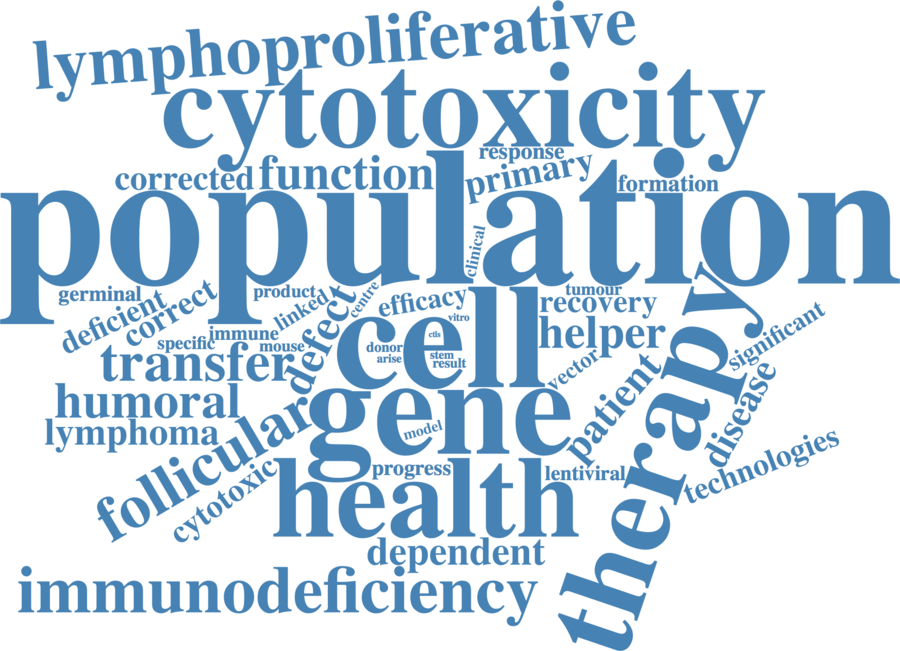 lymphoproliferative
cytotoxicity
response
corrected
function
primary
formation
population
clinical
germinal
product
centre
efficacy
tumour
recovery
deficient
correct
linked
defect
cell
vitro
ctls
helper
significant
specific
immune
mouse
donor
arise
stem
result
transfer
vector
patient
therapy
disease
humoral
gene
lymphoma
model
follicular
cytotoxic
progress
lentiviral
technologies
health
dependent
immunodeficiency